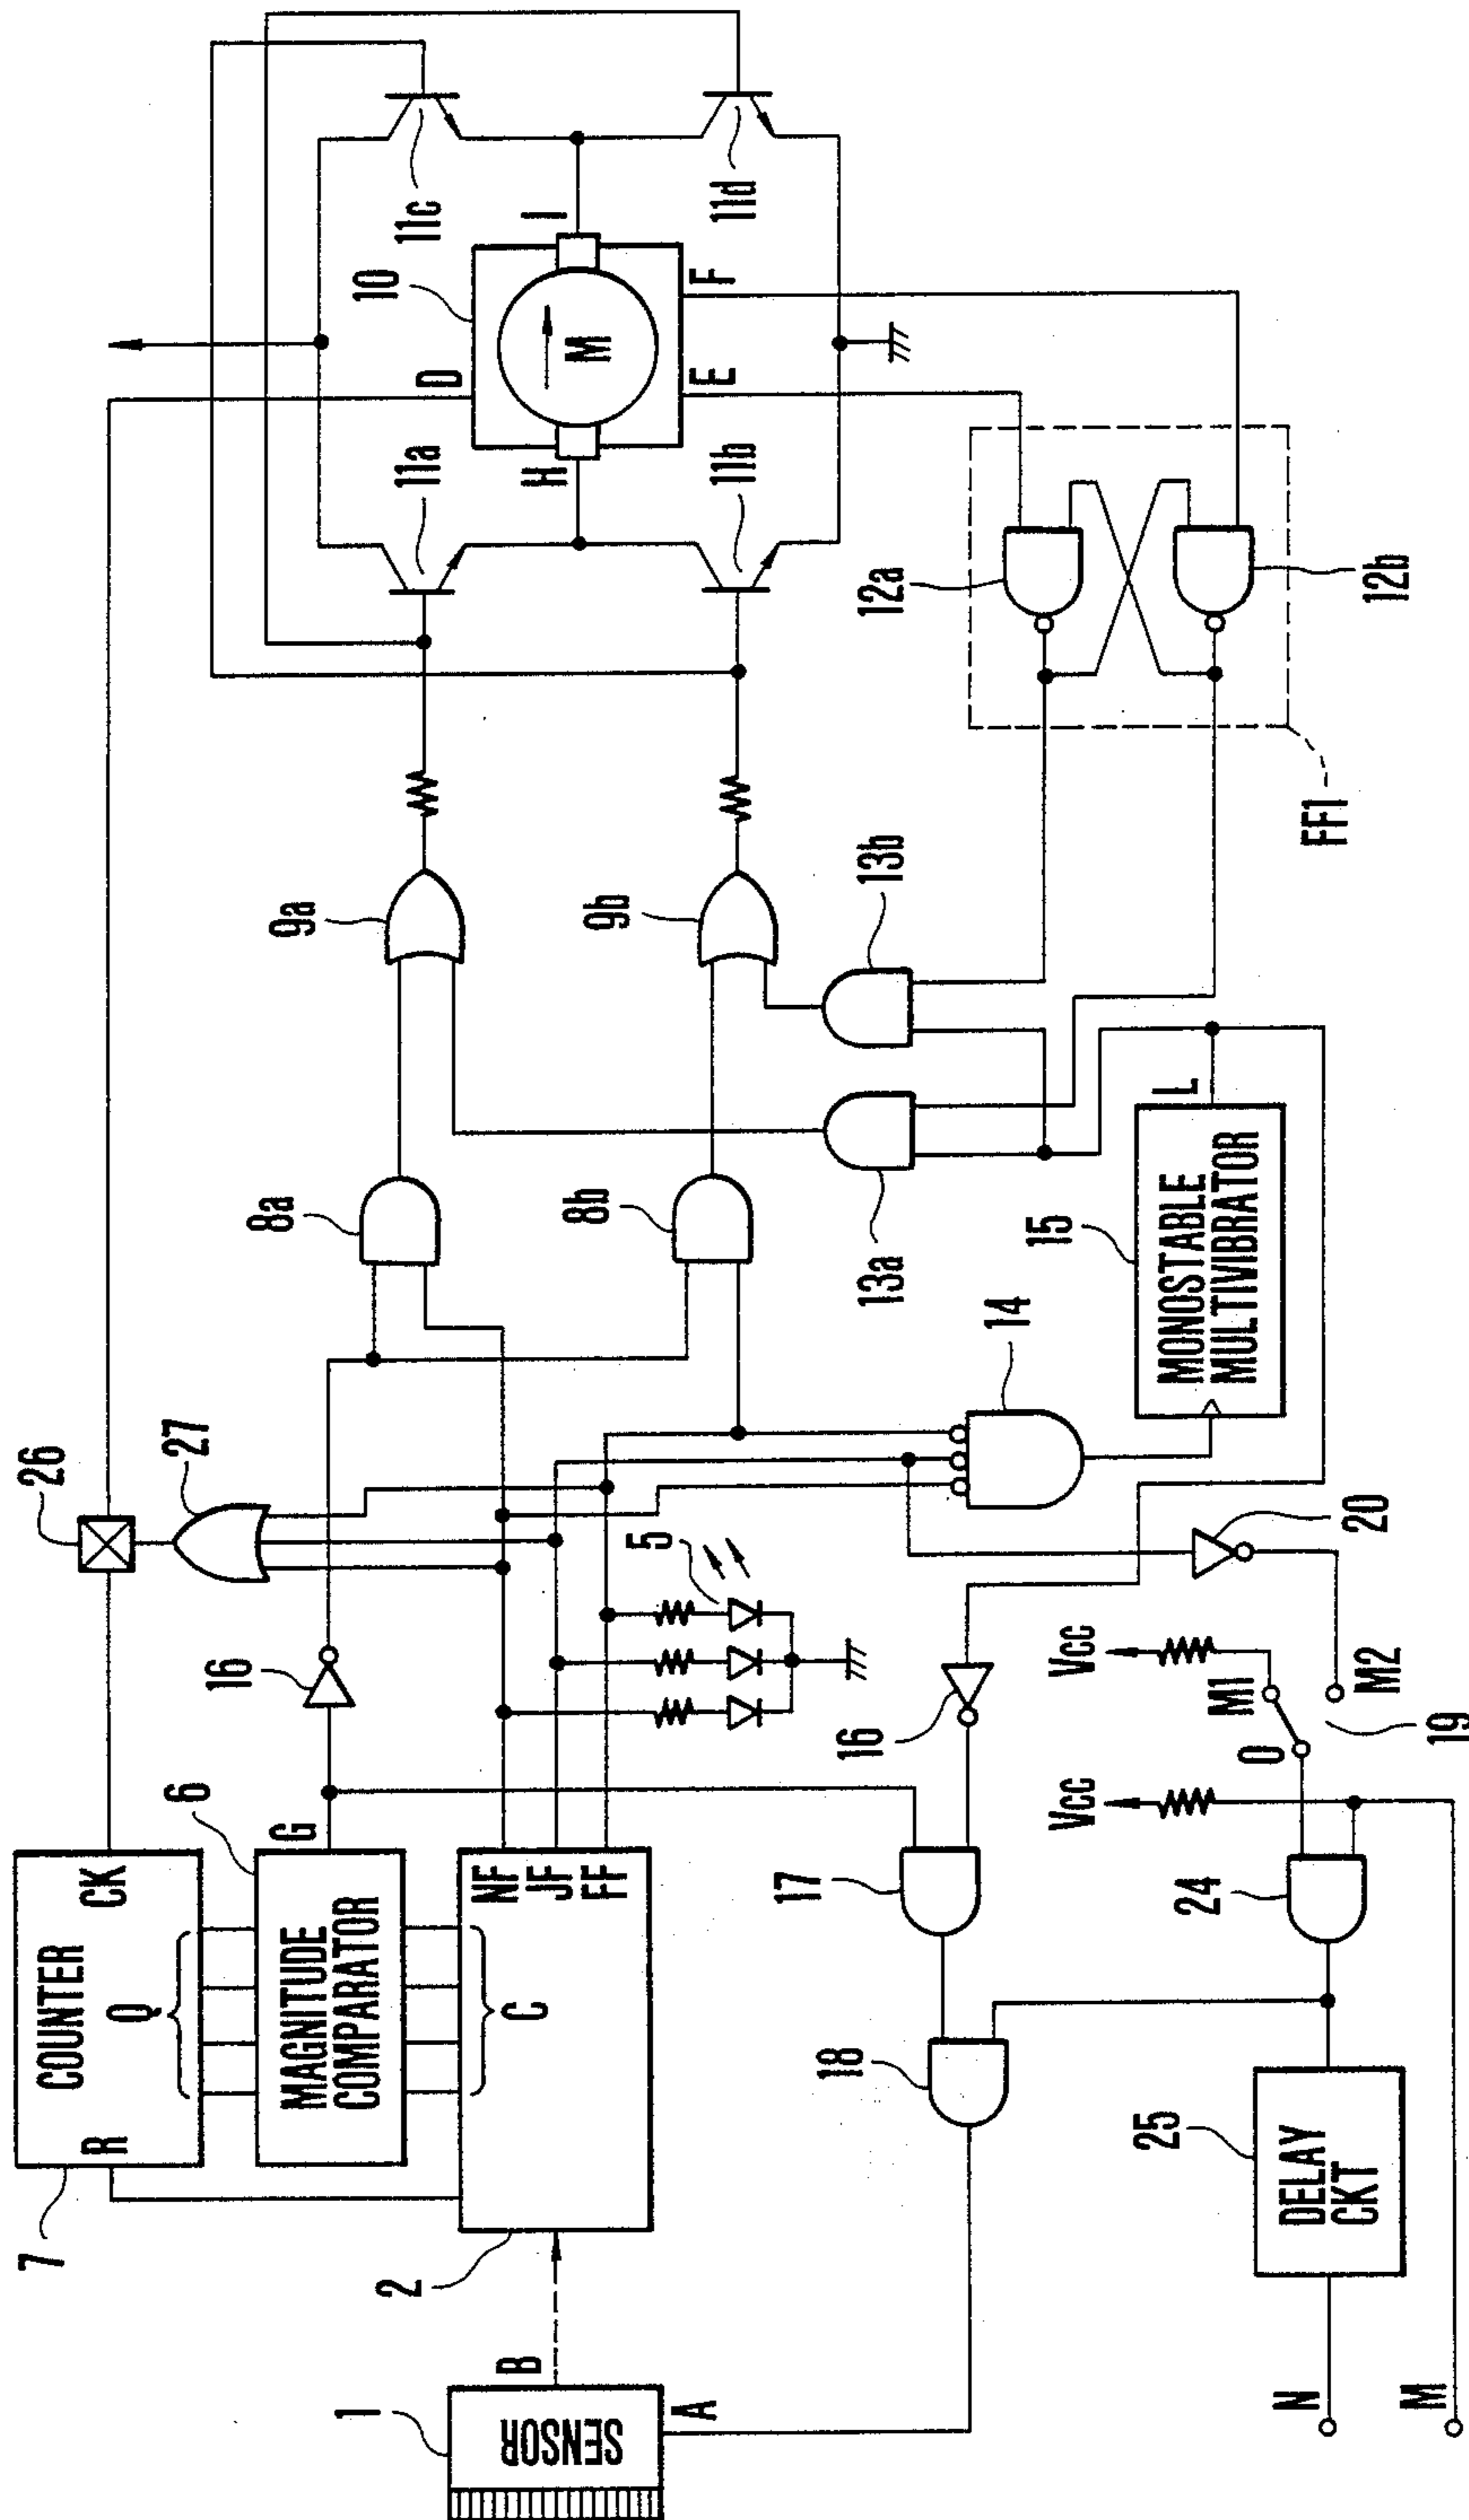 7
COUNTER
R
Q
CK
6
MAGNITUDE
COMPARATOR
G
2
C
NF
JF
FF
1
SENSOR
B
A
26
27
16
5
8a
8b
9a
9b
10
D
M
H
I
E
F
11a
11b
11c
11d
12a
12b
FF1
13a
13b
14
15
MONOSTABLE
MULTIVIBRATOR
L
16
17
18
Vcc
Vcc
M1
O
M2
19
20
24
25
DELAY
CKT
N
M